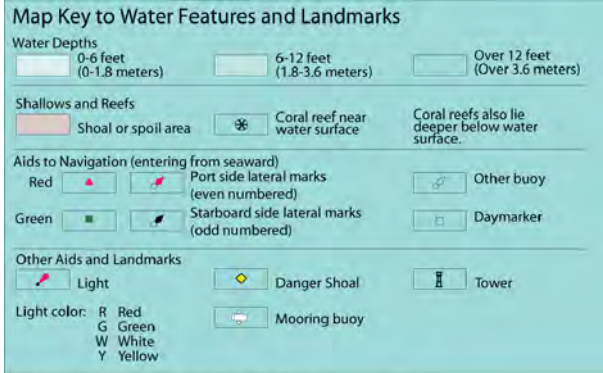 Map Key to Water Features and Landmarks
Water Depths
0-6 feet
(0-1.8 meters)
6-12 feet
(1.8-3.6 meters)
Over 12 feet
(Over 3.6 meters)
Shallows and Reefs
Shoal or spoil area
Coral reef near
water surface
Coral reefs also lie
deeper below water
surface.
Aids to Navigation (entering from seaward)
Red
Port side lateral marks
(even numbered)
Other buoy
Green
Starboard side lateral marks
(odd numbered)
Daymarker
Other Aids and Landmarks
Light
Danger Shoal
Tower
Light color: R Red
G Green
W White
Y Yellow
Mooring buoy